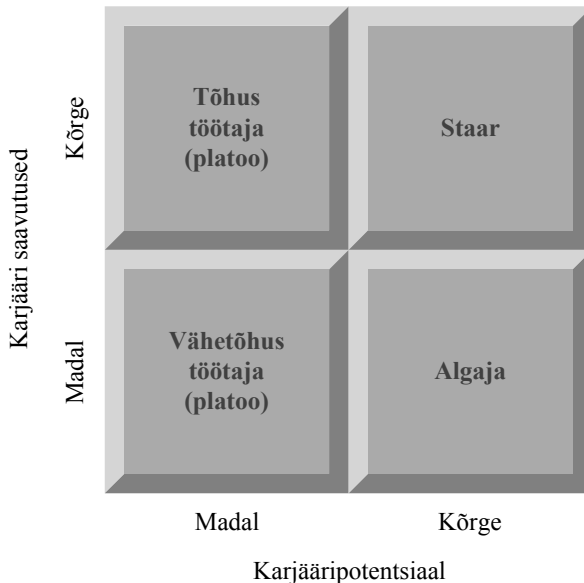 Karjääri saavutused
Kõrge
Tõhus
töötaja
(platoo)
Staar
Madal
Vähetõhus
töötaja
(platoo)
Algaja
Madal
Kõrge
Karjääripotentsiaal